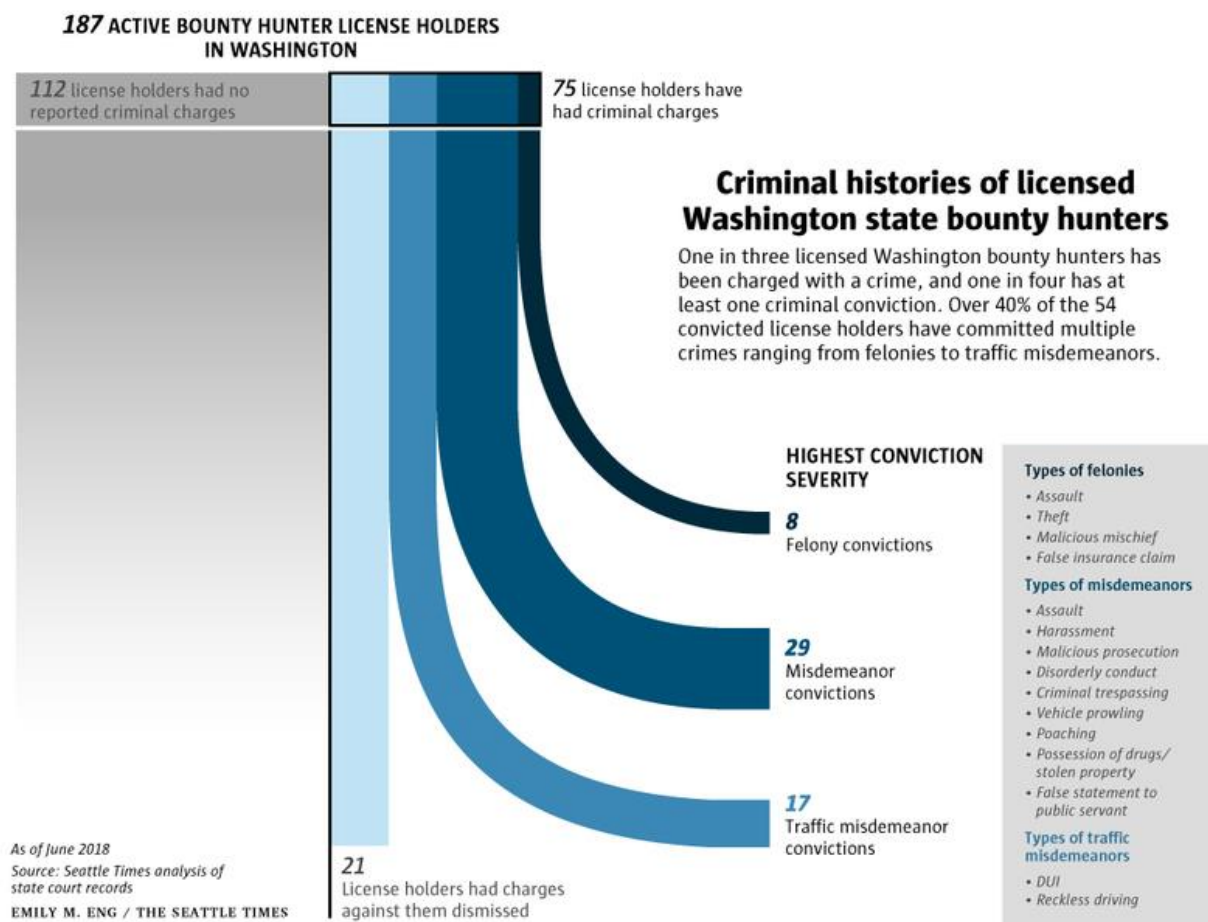 187 ACTIVE BOUNTY HUNTER LICENSE HOLDERS
IN WASHINGTON
112 license holders had no
reported criminal charges
75 license holders have
had criminal charges
Criminal histories of licensed
Washington state bounty hunters
One in three licensed Washington bounty hunters has
been charged with a crime, and one in four has at
least one criminal conviction. Over 40% of the 54
convicted license holders have committed multiple
crimes ranging from felonies to traffic misdemeanors.
HIGHEST CONVICTION
SEVERITY
8
Felony convictions
29
Misdemeanor
convictions
17
Traffic misdemeanor
convictions
21
License holders had charges
against them dismissed
Types of felonies
• Assault
• Theft
• Malicious mischief
• False insurance claim
Types of misdemeanors
• Assault
• Harassment
• Malicious prosecution
• Disorderly conduct
• Criminal trespassing
• Vehicle prowling
• Poaching
• Possession of drugs/
stolen property
• False statement to
public servant
Types of traffic
misdemeanors
• DUI
• Reckless driving
As of June 2018
Source: Seattle Times analysis of
state court records
EMILY M. ENG / THE SEATTLE TIMES